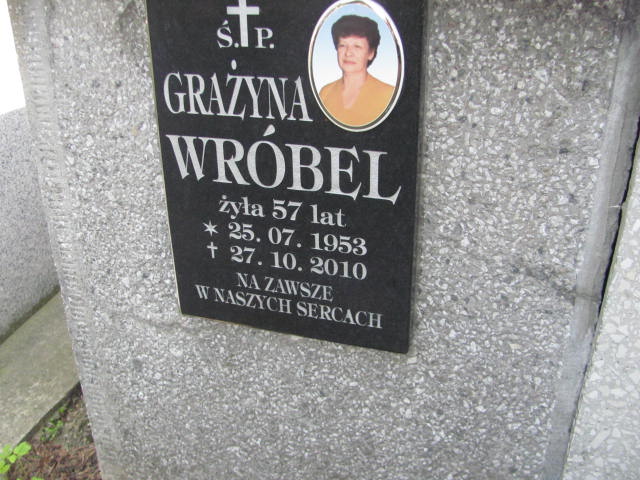 Ś. P.
GRAŻYNA
WRÓBEL
żyła 57 lat
* 25. 07. 1953
† 27. 10. 2010
NA ZAWSZE
W NASZYCH SERCACH